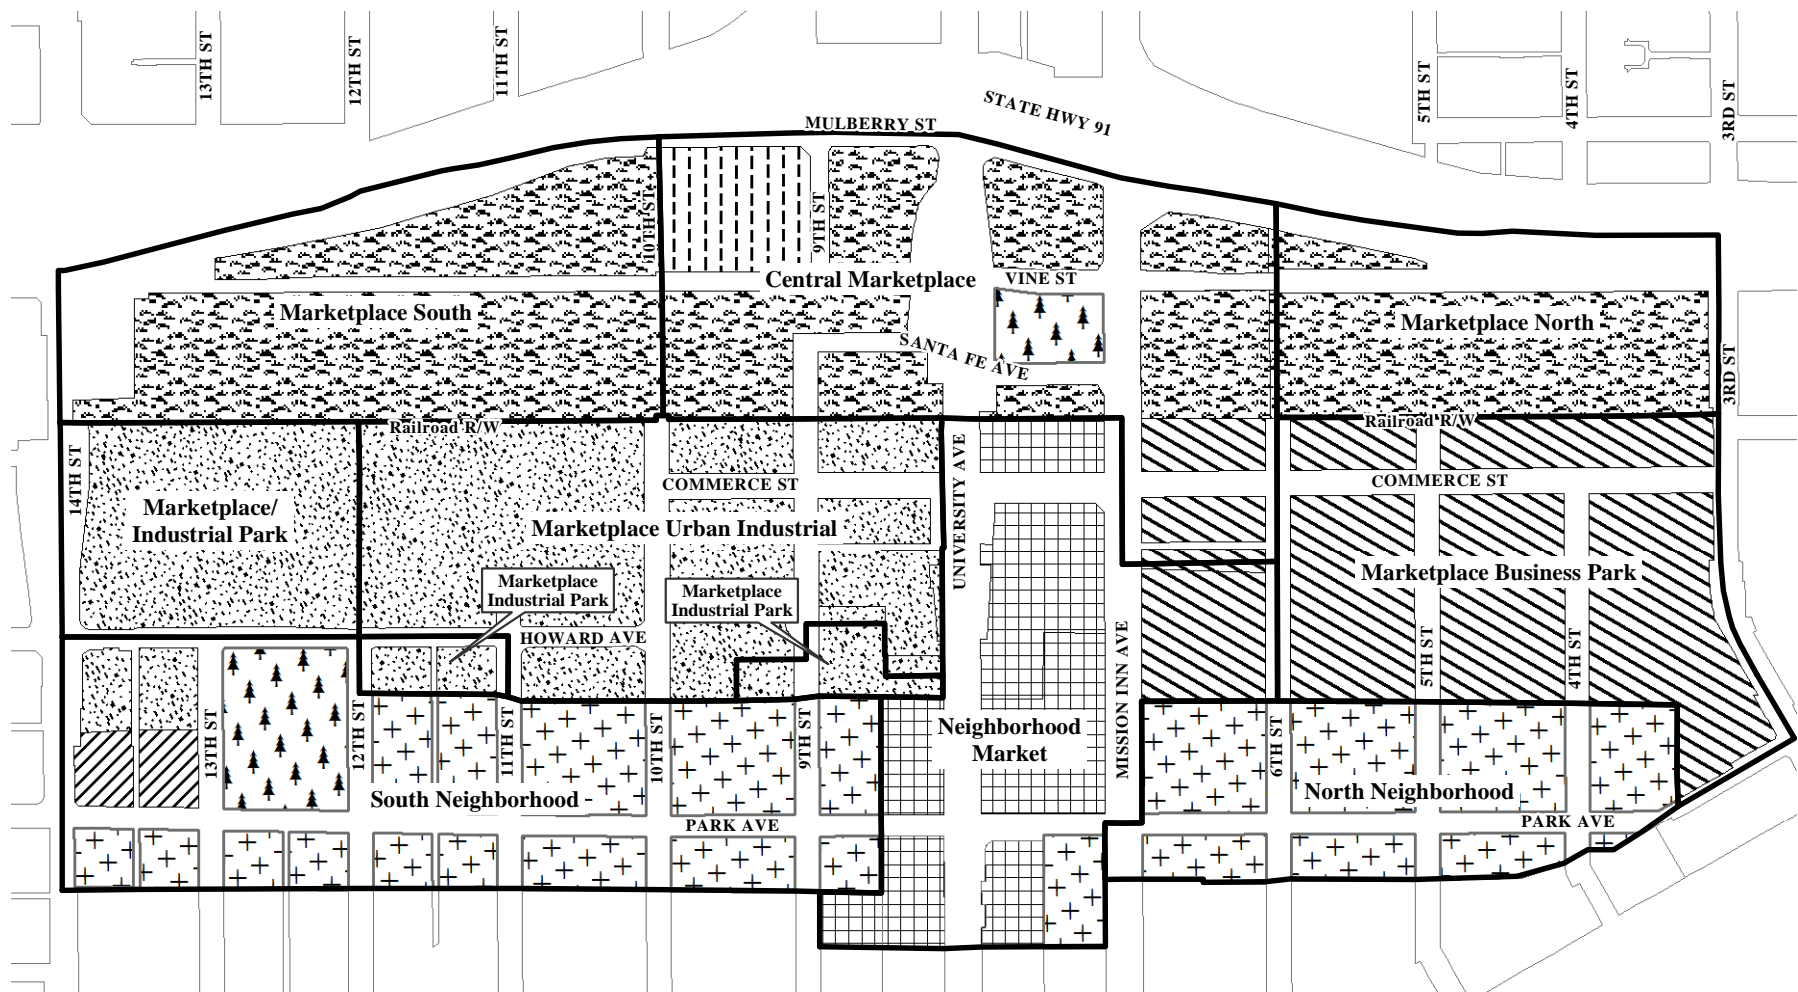 13TH ST
12TH ST
11TH ST
5TH ST
4TH ST
3RD ST
STATE HWY 91
MULBERRY ST
10TH ST
9TH ST
Central Marketplace
VINE ST
Marketplace South
Marketplace North
SANTA FE AVE
3RD ST
Railroad R/W
Railroad R/W
14TH ST
UNIVERSITY AVE
COMMERCE ST
COMMERCE ST
Marketplace/
Industrial Park
Marketplace Urban Industrial
Marketplace Business Park
Marketplace
Industrial Park
Marketplace
Industrial Park
HOWARD AVE
MISSION INN AVE
5TH ST
4TH ST
13TH ST
12TH ST
11TH ST
10TH ST
9TH ST
6TH ST
Neighborhood
Market
South Neighborhood
North Neighborhood
PARK AVE
PARK AVE